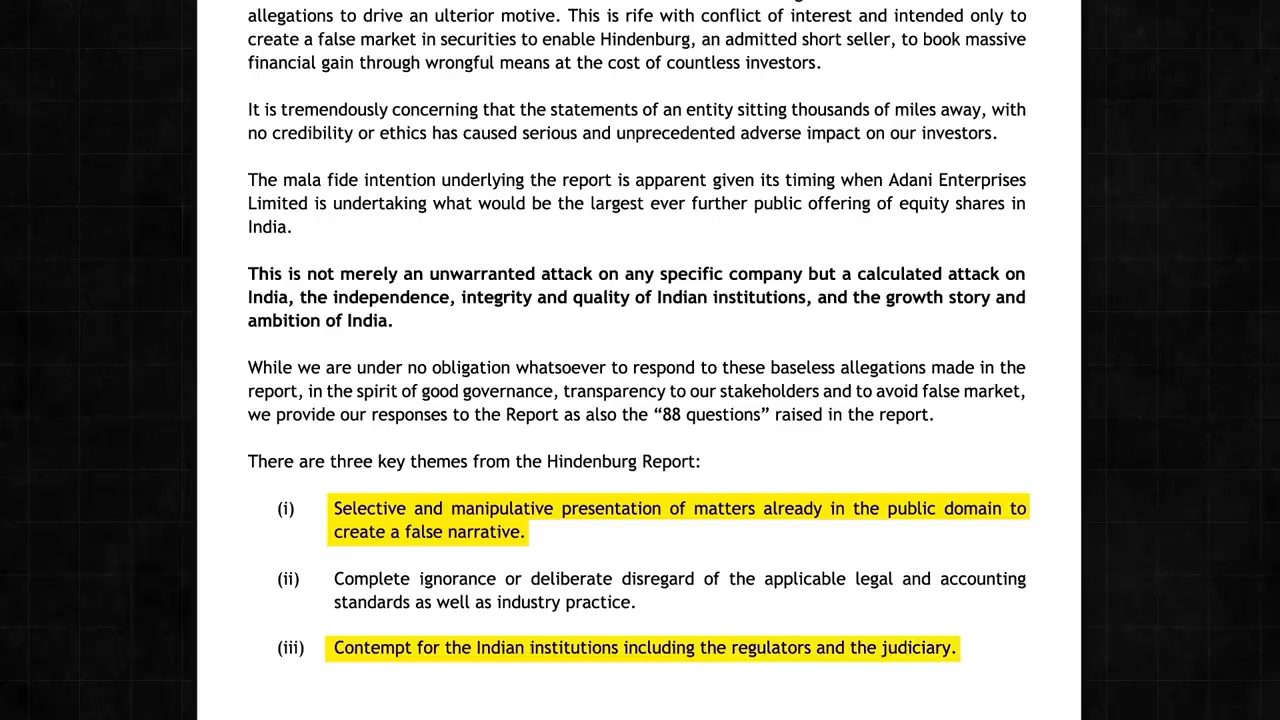 allegations to drive an ulterior motive. This is rife with conflict of interest and intended only to
create a false market in securities to enable Hindenburg, an admitted short seller, to book massive
financial gain through wrongful means at the cost of countless investors.
It is tremendously concerning that the statements of an entity sitting thousands of miles away, with
no credibility or ethics has caused serious and unprecedented adverse impact on our investors.
The mala fide intention underlying the report is apparent given its timing when Adani Enterprises
Limited is undertaking what would be the largest ever further public offering of equity shares in
India.
This is not merely an unwarranted attack on any specific company but a calculated attack on
India, the independence, integrity and quality of Indian institutions, and the growth story and
ambition of India.
While we are under no obligation whatsoever to respond to these baseless allegations made in the
report, in the spirit of good governance, transparency to our stakeholders and to avoid false market,
we provide our responses to the Report as also the “88 questions” raised in the report.
There are three key themes from the Hindenburg Report:
(i) Selective and manipulative presentation of matters already in the public domain to
create a false narrative.
(ii) Complete ignorance or deliberate disregard of the applicable legal and accounting
standards as well as industry practice.
(iii) Contempt for the Indian institutions including the regulators and the judiciary.